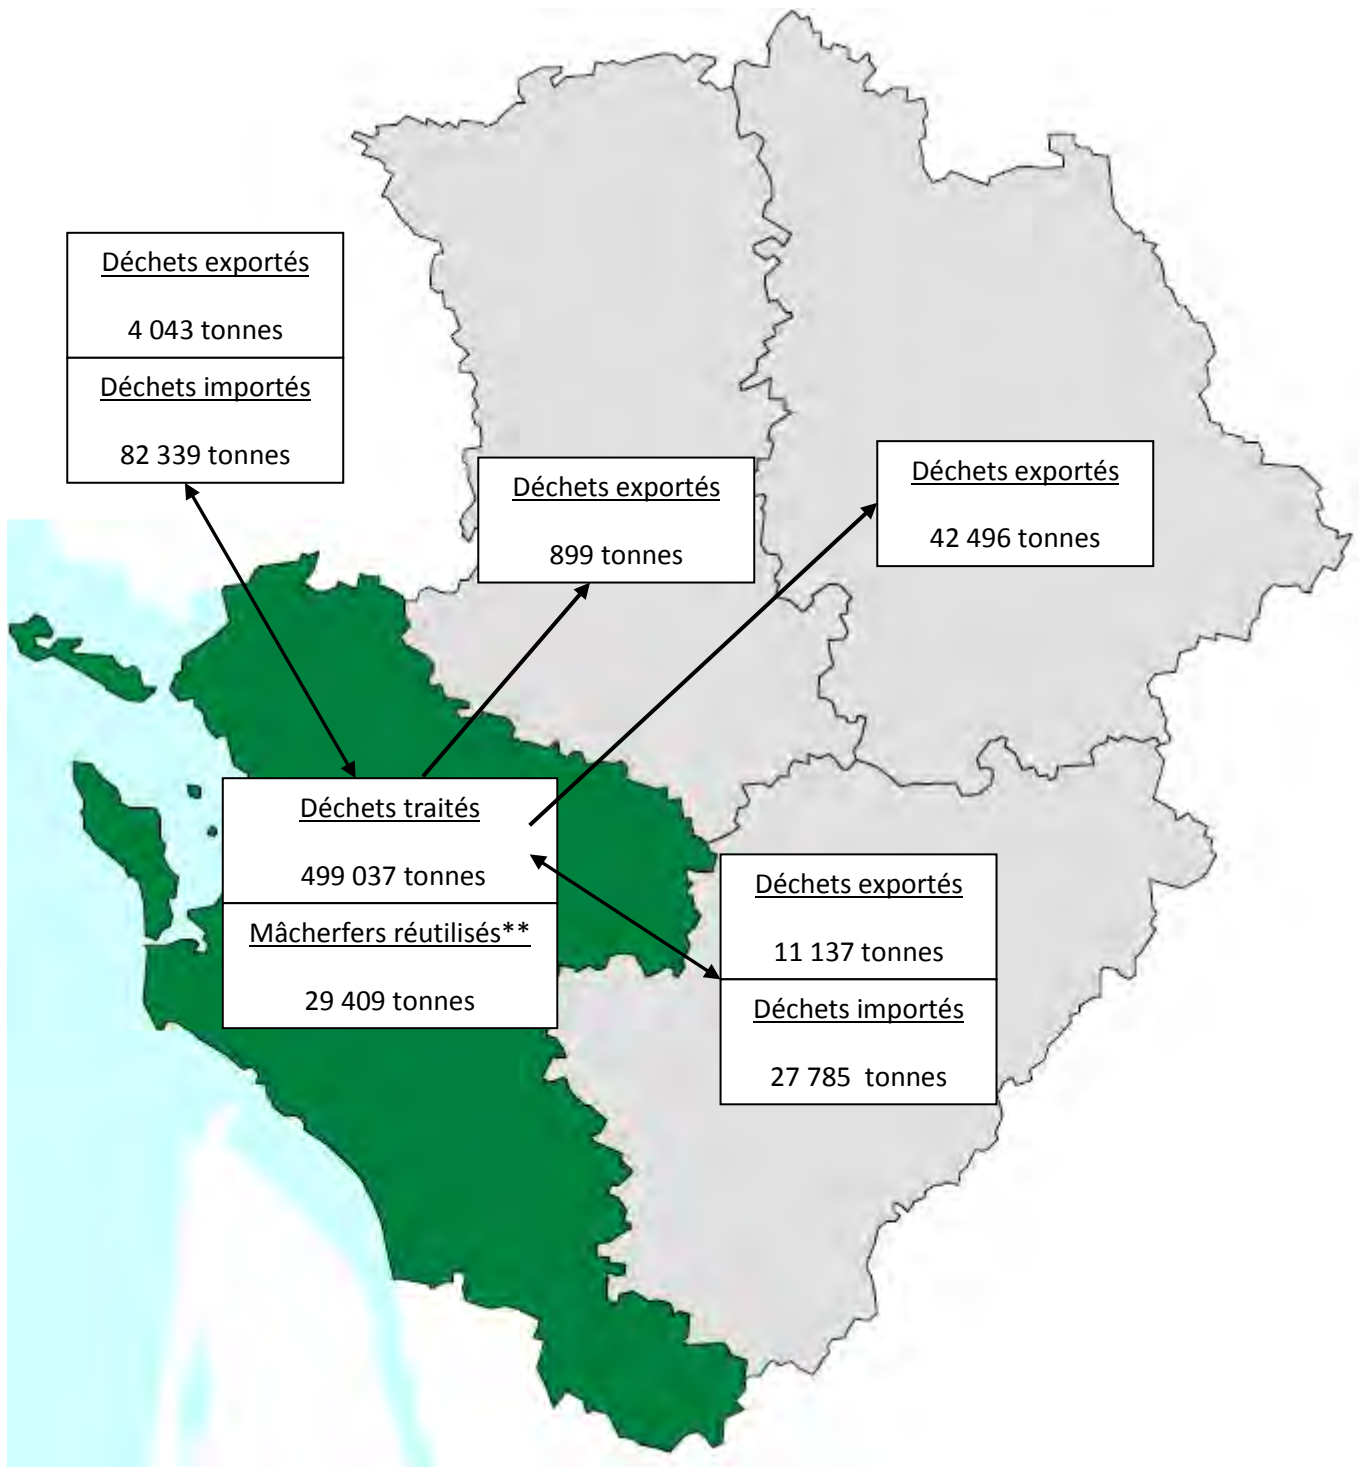 Déchets exportés
4 043 tonnes
Déchets importés
82 339 tonnes
Déchets exportés
899 tonnes
Déchets exportés
42 496 tonnes
Déchets traités
499 037 tonnes
Mâcherfers réutilisés**
29 409 tonnes
Déchets exportés
11 137 tonnes
Déchets importés
27 785 tonnes